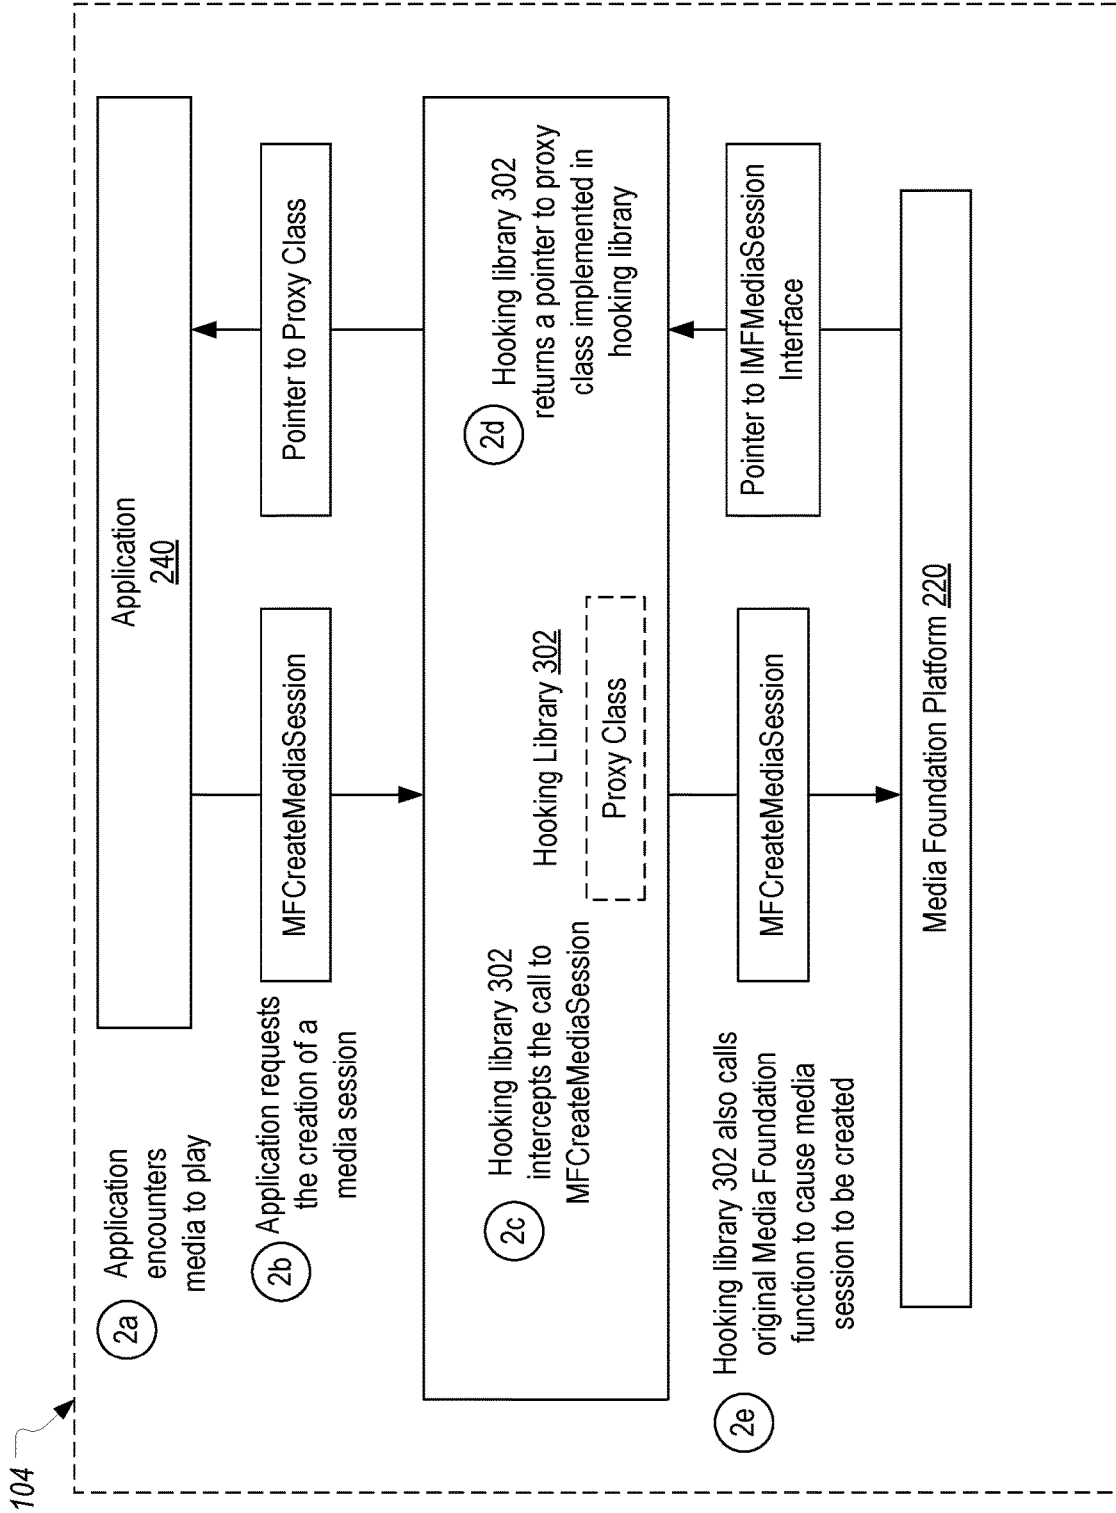 104
2a
Application
encounters
media to play
Application
240
2b
Application requests
the creation of a
media session
MFCreateMediaSession
Pointer to Proxy Class
2c
Hooking library 302
intercepts the call to
MFCreateMediaSession
Hooking Library 302
Proxy Class
2d
Hooking library 302
returns a pointer to proxy
class implemented in
hooking library
2e
Hooking library 302 also calls
original Media Foundation
function to cause media
session to be created
MFCreateMediaSession
Pointer to IMFMediaSession
Interface
Media Foundation Platform 220